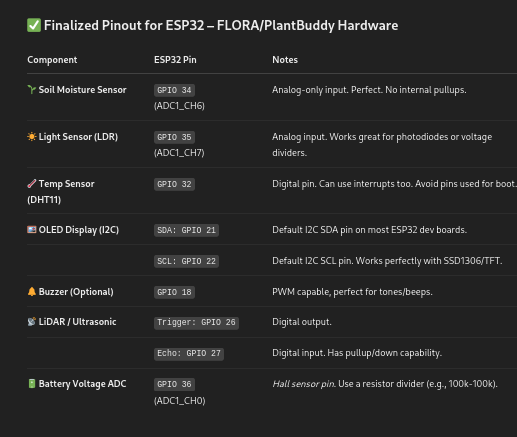 ✅ Finalized Pinout for ESP32 – FLORA/PlantBuddy Hardware
Component ESP32 Pin Notes
🌱 Soil Moisture Sensor GPIO 34 Analog-only input. Perfect. No internal pullups.
(ADC1_CH6)
☀️ Light Sensor (LDR) GPIO 35 Analog input. Works great for photodiodes or voltage
(ADC1_CH7) dividers.
🌡️ Temp Sensor GPIO 32 Digital pin. Can use interrupts too. Avoid pins used for boot.
(DHT11)
📟 OLED Display (I2C) SDA: GPIO 21 Default I2C SDA pin on most ESP32 dev boards.
SCL: GPIO 22 Default I2C SCL pin. Works perfectly with SSD1306/TFT.
🔔 Buzzer (Optional) GPIO 18 PWM capable, perfect for tones/beeps.
📡 LiDAR / Ultrasonic Trigger: GPIO 26 Digital output.
Echo: GPIO 27 Digital input. Has pullup/down capability.
🔋 Battery Voltage ADC GPIO 36 Hall sensor pin. Use a resistor divider (e.g., 100k-100k).
(ADC1_CH0)